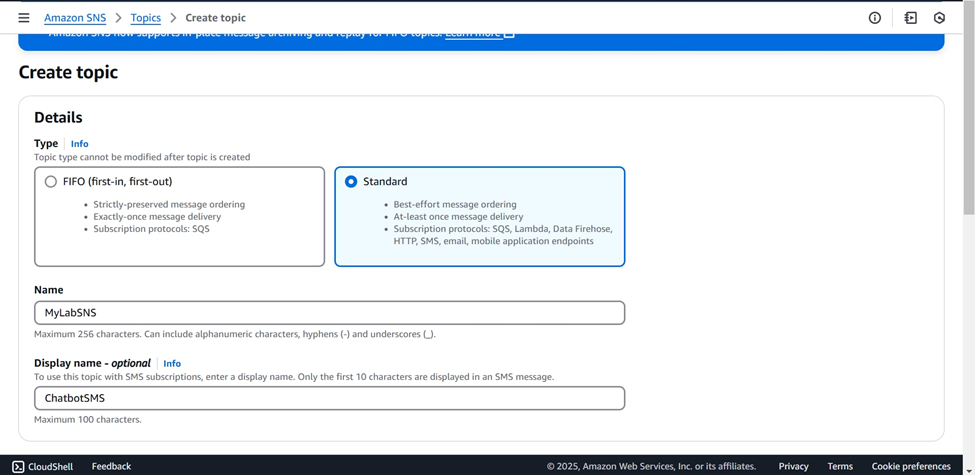 Amazon SNS > Topics > Create topic
Amazon SNS now supports in-place message archiving and replay for FIFO topics. Learn more
Create topic
Details
Type | Info
Topic type cannot be modified after topic is created
FIFO (first-in, first-out)
• Strictly-preserved message ordering
• Exactly-once message delivery
• Subscription protocols: SQS
Standard
• Best-effort message ordering
• At-least once message delivery
• Subscription protocols: SQS, Lambda, Data Firehose,
HTTP, SMS, email, mobile application endpoints
Name
MyLabSNS
Maximum 256 characters. Can include alphanumeric characters, hyphens (-) and underscores (_).
Display name - optional | Info
To use this topic with SMS subscriptions, enter a display name. Only the first 10 characters are displayed in an SMS message.
ChatbotSMS
Maximum 100 characters.
CloudShell Feedback © 2025, Amazon Web Services, Inc. or its affiliates. Privacy Terms Cookie preferences